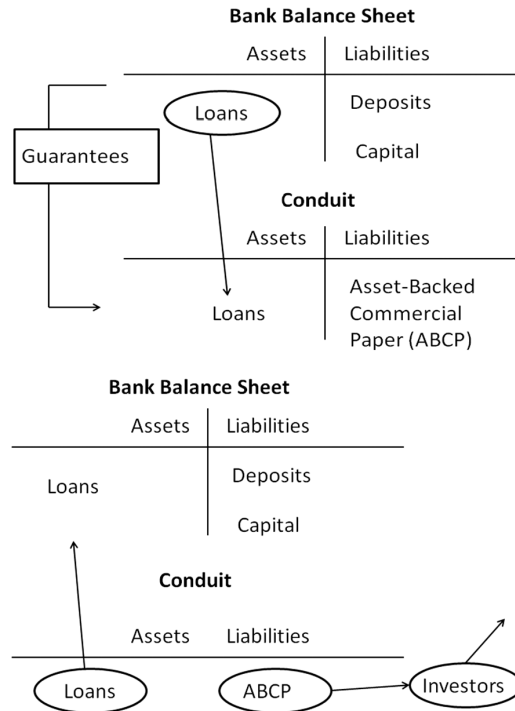 Bank Balance Sheet
Assets Liabilities
Loans Deposits
Guarantees Capital
Conduit
Assets Liabilities
Loans Asset-Backed
Commercial
Paper (ABCP)
Bank Balance Sheet
Assets Liabilities
Loans Deposits
Capital
Conduit
Assets Liabilities
Loans ABCP Investors